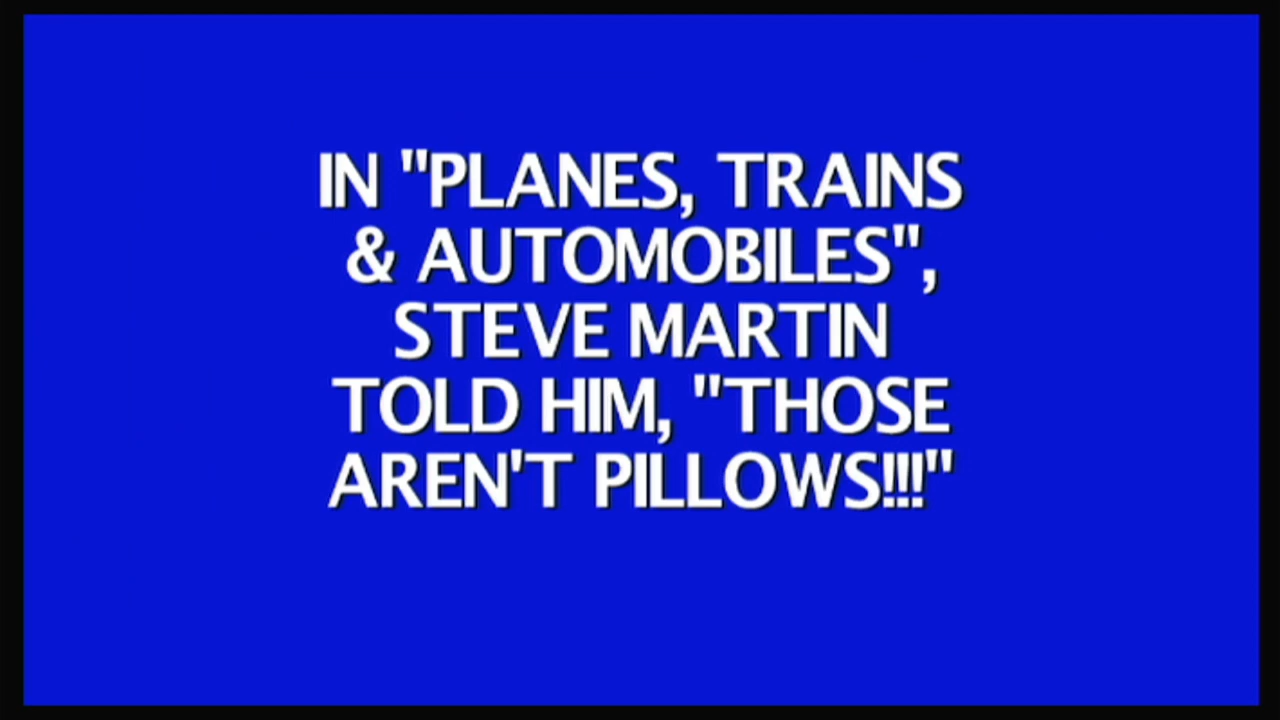 IN "PLANES, TRAINS
& AUTOMOBILES",
STEVE MARTIN
TOLD HIM, "THOSE
AREN'T PILLOWS!!!"